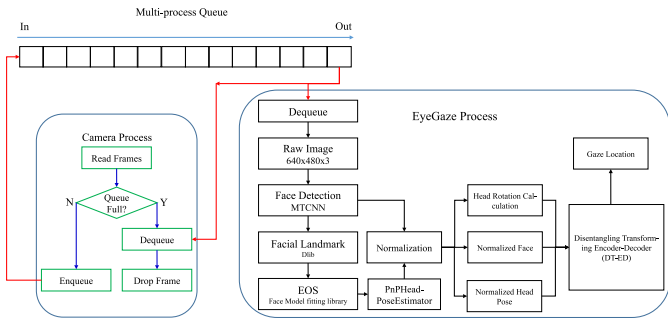 Multi-process Queue
In
Out
Camera Process
Read Frames
Queue
Full?
N
Y
Dequeue
Enqueue
Drop Frame
EyeGaze Process
Dequeue
Raw Image
640x480x3
Face Detection
MTCNN
Facial Landmark
Dlib
EOS
Face Model fitting library
PnPHead-
PoseEstimator
Normalization
Head Rotation Cal-
culation
Normalized Face
Normalized Head
Pose
Disentangling Transform-
ing Encoder-Decoder
(DT-ED)
Gaze Location